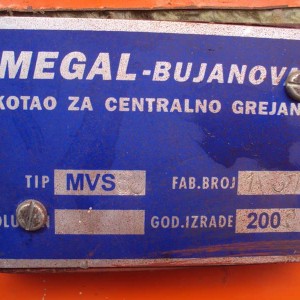 MEGAL-BUJANOV
KOTAO ZA CENTRALNO GREJAN
TIP MVS FAB. BROJ
GOD. IZRADE 200